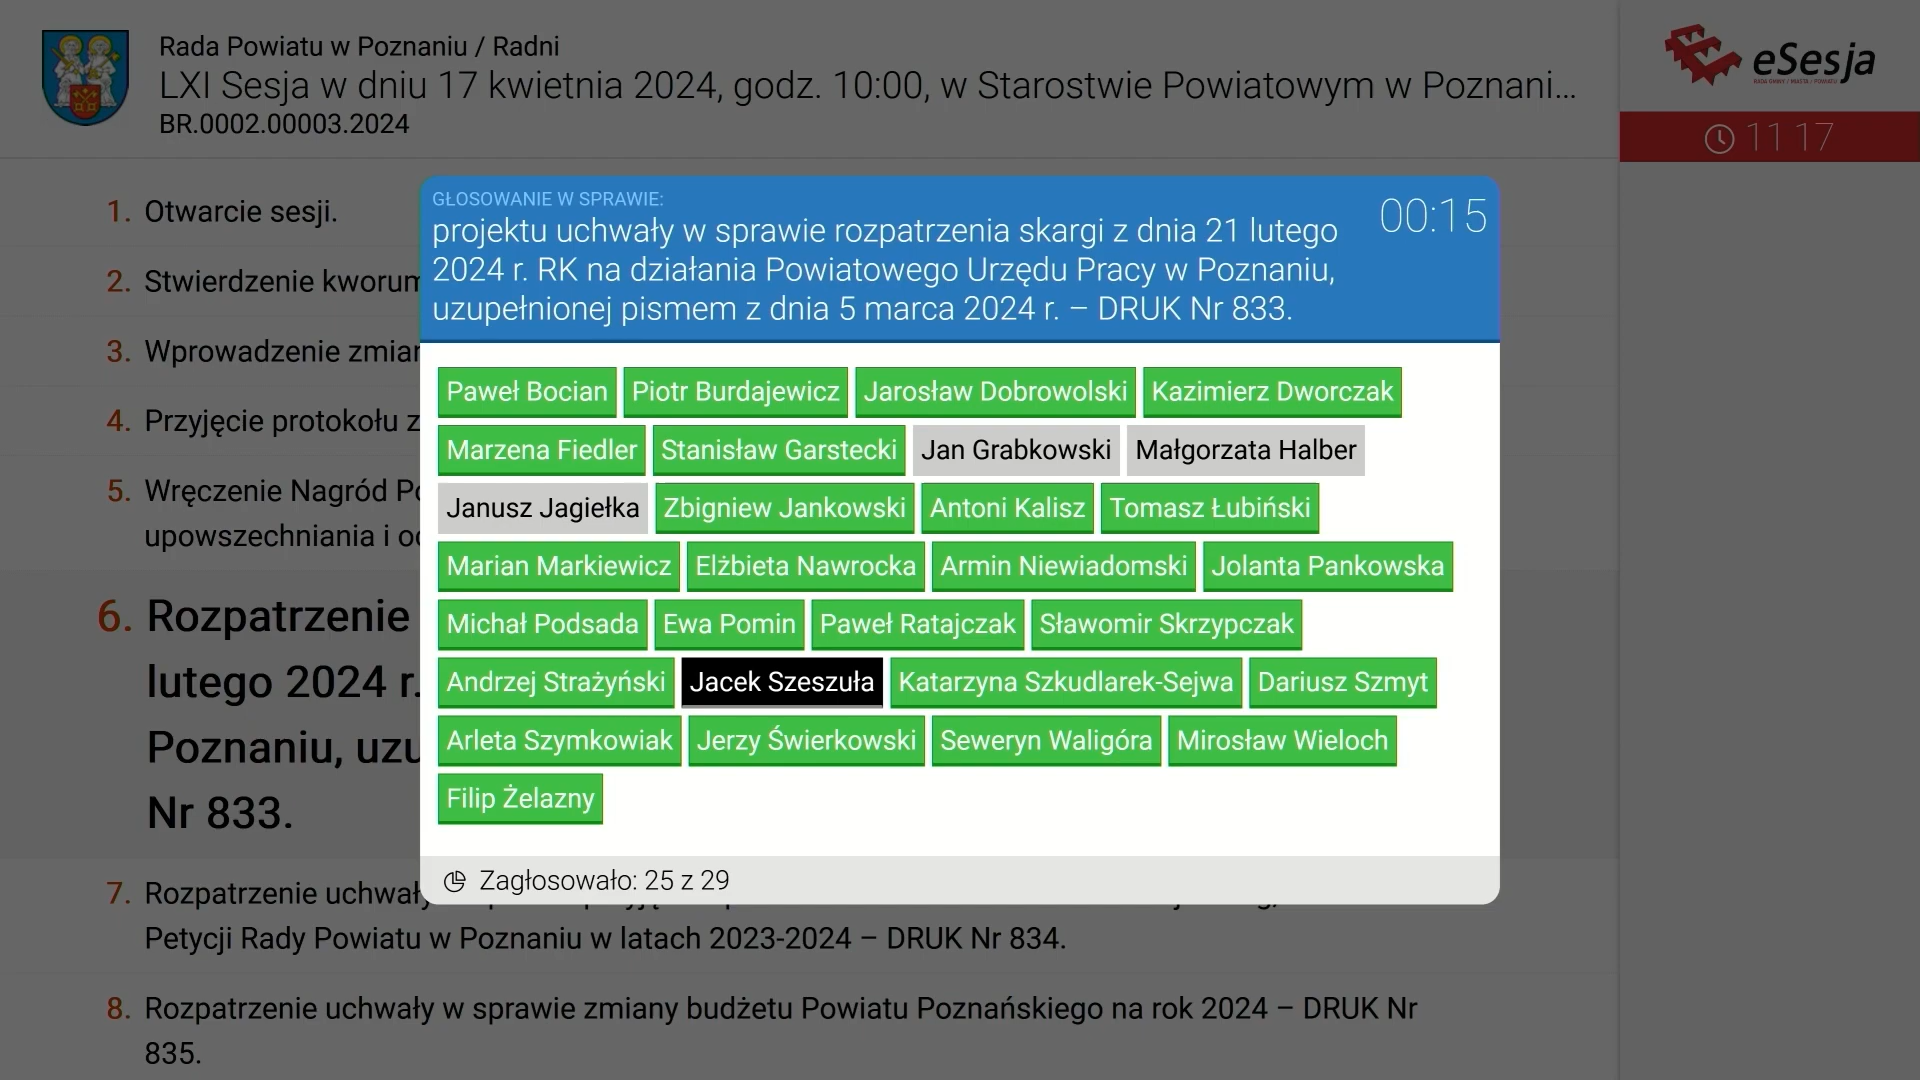 Rada Powiatu w Poznaniu / Radni
LXI Sesja w dniu 17 kwietnia 2024, godz. 10:00, w Starostwie Powiatowym w Poznani...
BR.0002.00003.2024
eSesja
11 17
1. Otwarcie sesji.
2. Stwierdzenie kworum
3. Wprowadzenie zmian
4. Przyjęcie protokołu z
5. Wręczenie Nagród
upowszechniania i
6. Rozpatrzenie
lutego 2024 r.
Poznaniu,
Nr 833.
7. Rozpatrzenie uchwały
Petycji Rady Powiatu w Poznaniu w latach 2023-2024 – DRUK Nr 834.
8. Rozpatrzenie uchwały w sprawie zmiany budżetu Powiatu Poznańskiego na rok 2024 – DRUK Nr
835.
GŁOSOWANIE W SPRAWIE:
00:15
projektu uchwały w sprawie rozpatrzenia skargi z dnia 21 lutego
2024 r. RK na działania Powiatowego Urzędu Pracy w Poznaniu,
uzupełnionej pismem z dnia 5 marca 2024 r. – DRUK Nr 833.
Paweł Bocian Piotr Burdajewicz Jarosław Dobrowolski Kazimierz Dworczak
Marzena Fiedler Stanisław Garstecki Jan Grabkowski Małgorzata Halber
Janusz Jagiełka Zbigniew Jankowski Antoni Kalisz Tomasz Łubiński
Marian Markiewicz Elżbieta Nawrocka Armin Niewiadomski Jolanta Pankowska
Michał Podsada Ewa Pomin Paweł Ratajczak Sławomir Skrzypczak
Andrzej Strażyński Jacek Szeszuła Katarzyna Szkudlarek-Sejwa Dariusz Szmyt
Arleta Szymkowiak Jerzy Świerkowski Seweryn Waligóra Mirosław Wieloch
Filip Żelazny
Zagłosowało: 25 z 29